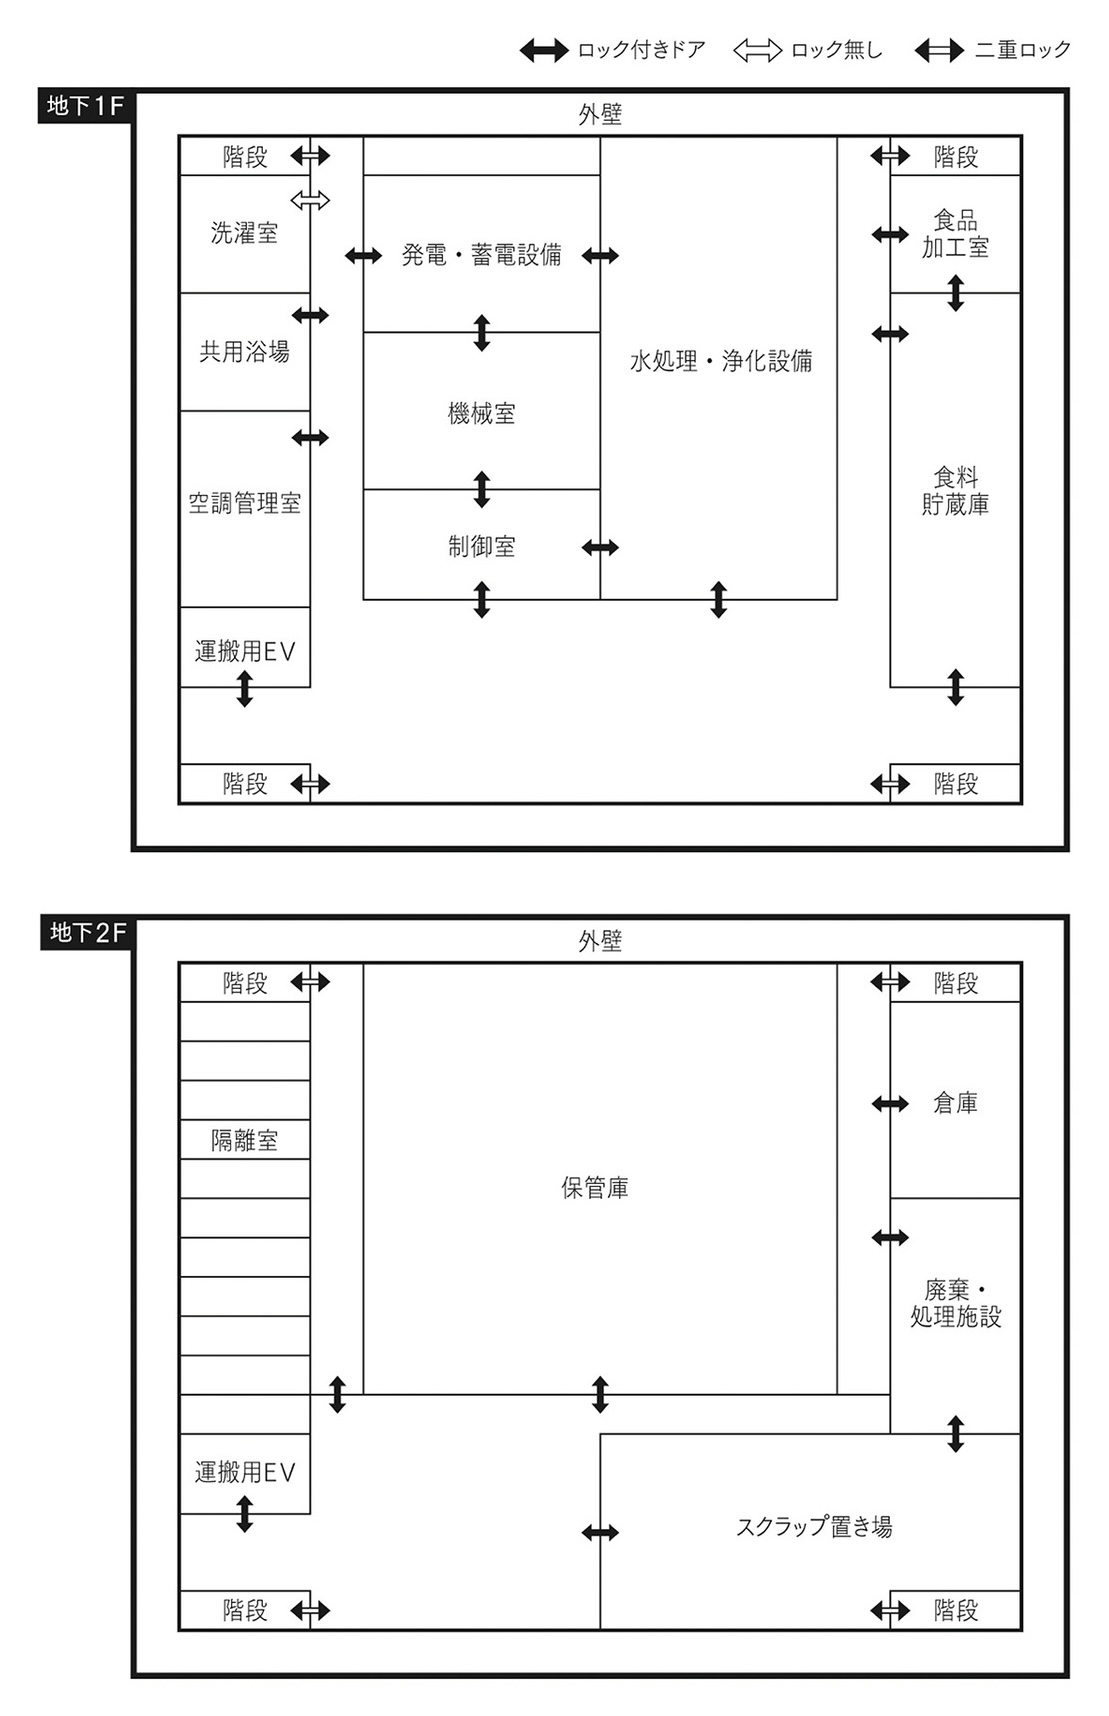 ロック付きドア ロック無し 二重ロック
地下1F
外壁
階段 階段
洗濯室
発電・蓄電設備
食品
加工室
共用浴場
水処理・浄化設備
機械室
空調管理室
食料
貯蔵庫
制御室
運搬用EV
階段 階段
地下2F
外壁
階段 階段
倉庫
隔離室
保管庫
廃棄・
処理施設
運搬用EV
スクラップ置き場
階段 階段